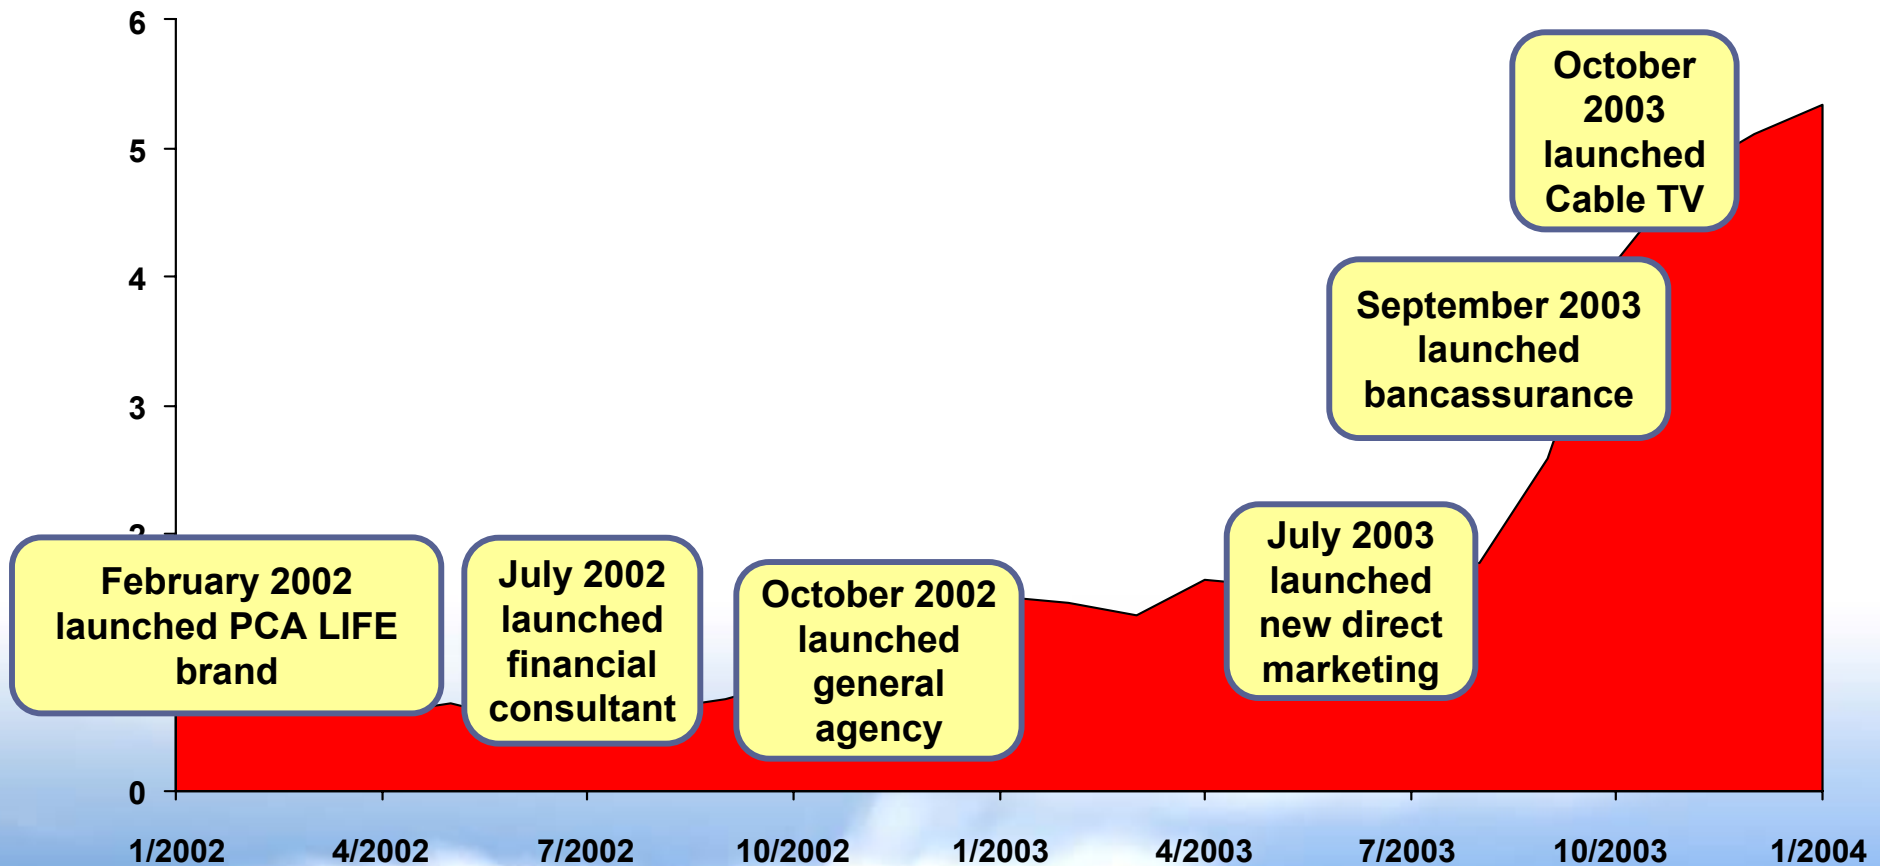 6
5
4
3
2
0
October
2003
launched
Cable TV
September 2003
launched
bancassurance
July 2003
launched
new direct
marketing
February 2002
launched PCA LIFE
brand
July 2002
launched
financial
consultant
October 2002
launched
general
agency
1/2002 4/2002 7/2002 10/2002 1/2003 4/2003 7/2003 10/2003 1/2004